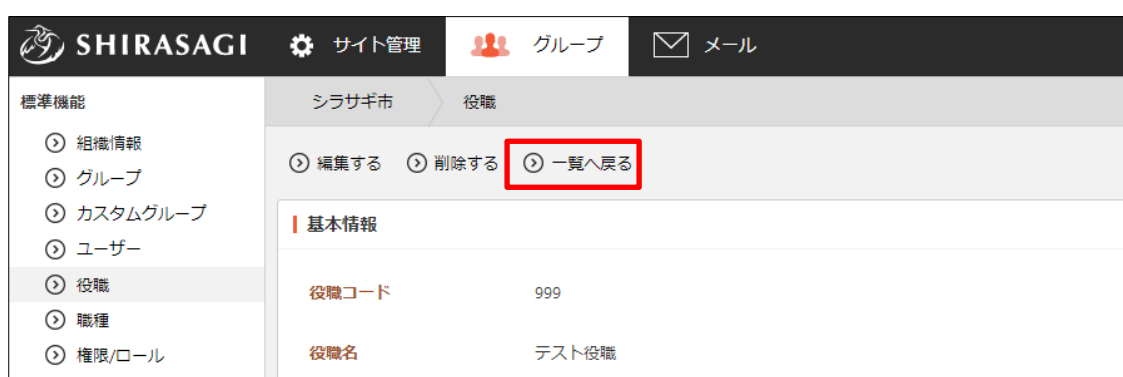 SHIRASAGI サイト管理 グループ メール
標準機能
組織情報
グループ
カスタムグループ
ユーザー
役職
職種
権限/ロール
シラサギ市 役職
編集する 削除する 一覧へ戻る
基本情報
役職コード 999
役職名 テスト役職